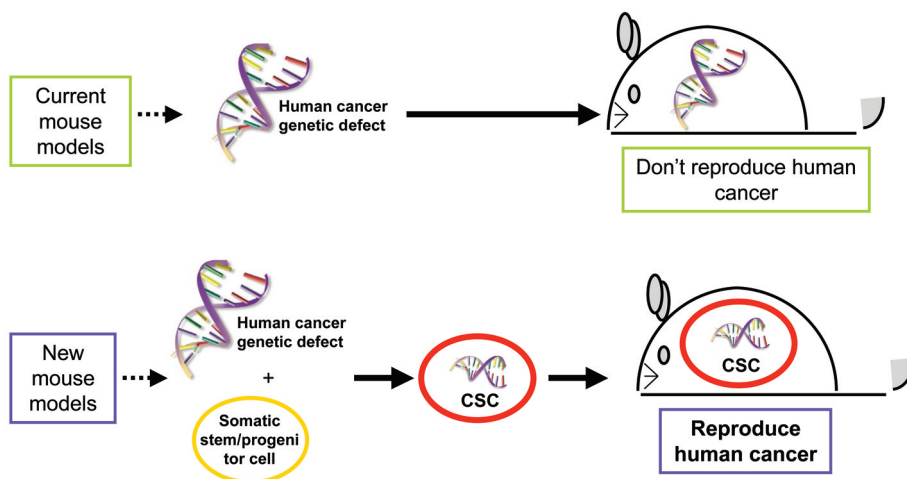 Current
mouse
models
Human cancer
genetic defect
Don't reproduce human
cancer
New
mouse
models
Human cancer
genetic defect
+
Somatic
stem/progeni
tor cell
CSC
CSC
Reproduce
human cancer